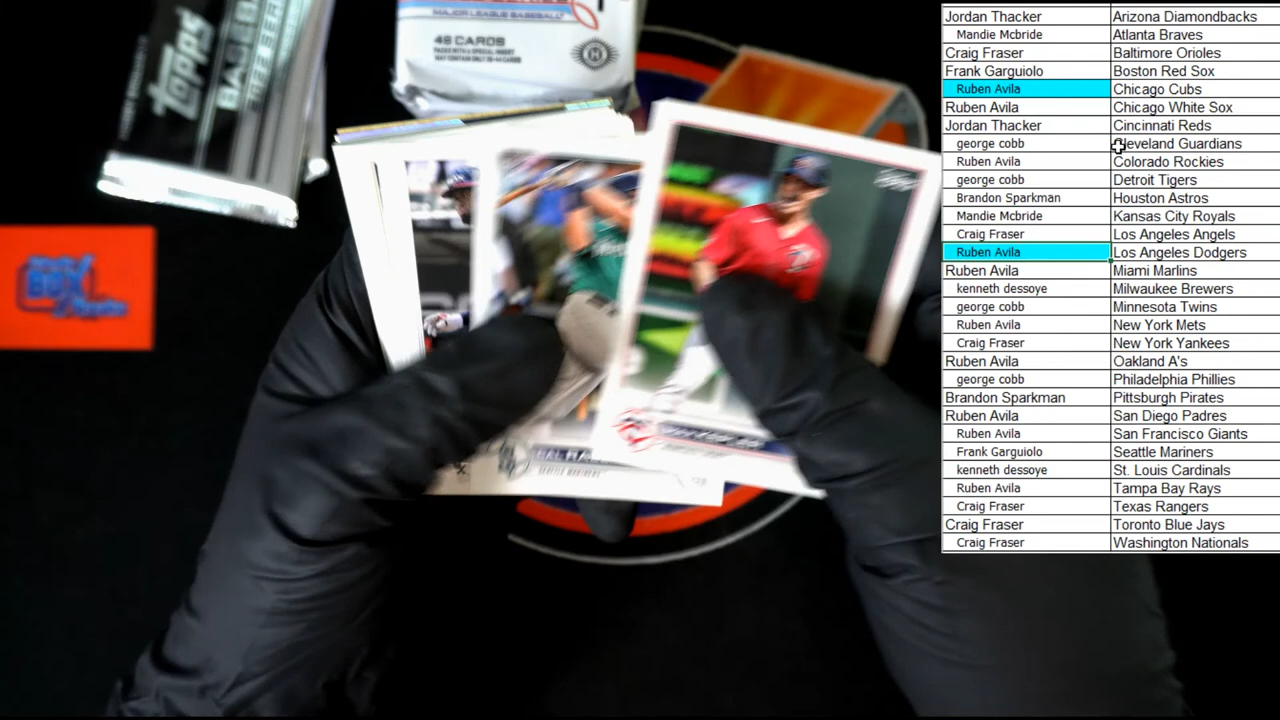 topps
MAJOR LEAGUE BASEBALL
46 CARDS
BOX
SEATTLE MARINERS
Jordan Thacker Arizona Diamondbacks
Mandie Mcbride Atlanta Braves
Craig Fraser Baltimore Orioles
Frank Garguiolo Boston Red Sox
Ruben Avila Chicago Cubs
Ruben Avila Chicago White Sox
Jordan Thacker Cincinnati Reds
george cobb Cleveland Guardians
Ruben Avila Colorado Rockies
george cobb Detroit Tigers
Brandon Sparkman Houston Astros
Mandie Mcbride Kansas City Royals
Craig Fraser Los Angeles Angels
Ruben Avila Los Angeles Dodgers
Ruben Avila Miami Marlins
kenneth dessoye Milwaukee Brewers
george cobb Minnesota Twins
Ruben Avila New York Mets
Craig Fraser New York Yankees
Ruben Avila Oakland A's
george cobb Philadelphia Phillies
Brandon Sparkman Pittsburgh Pirates
Ruben Avila San Diego Padres
Ruben Avila San Francisco Giants
Frank Garguiolo Seattle Mariners
kenneth dessoye St. Louis Cardinals
Ruben Avila Tampa Bay Rays
Craig Fraser Texas Rangers
Craig Fraser Toronto Blue Jays
Craig Fraser Washington Nationals